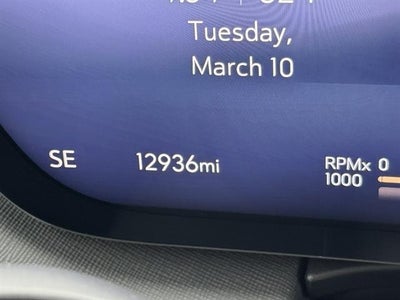 Tuesday,
March 10
SE
12936mi
RPMx 0
1000